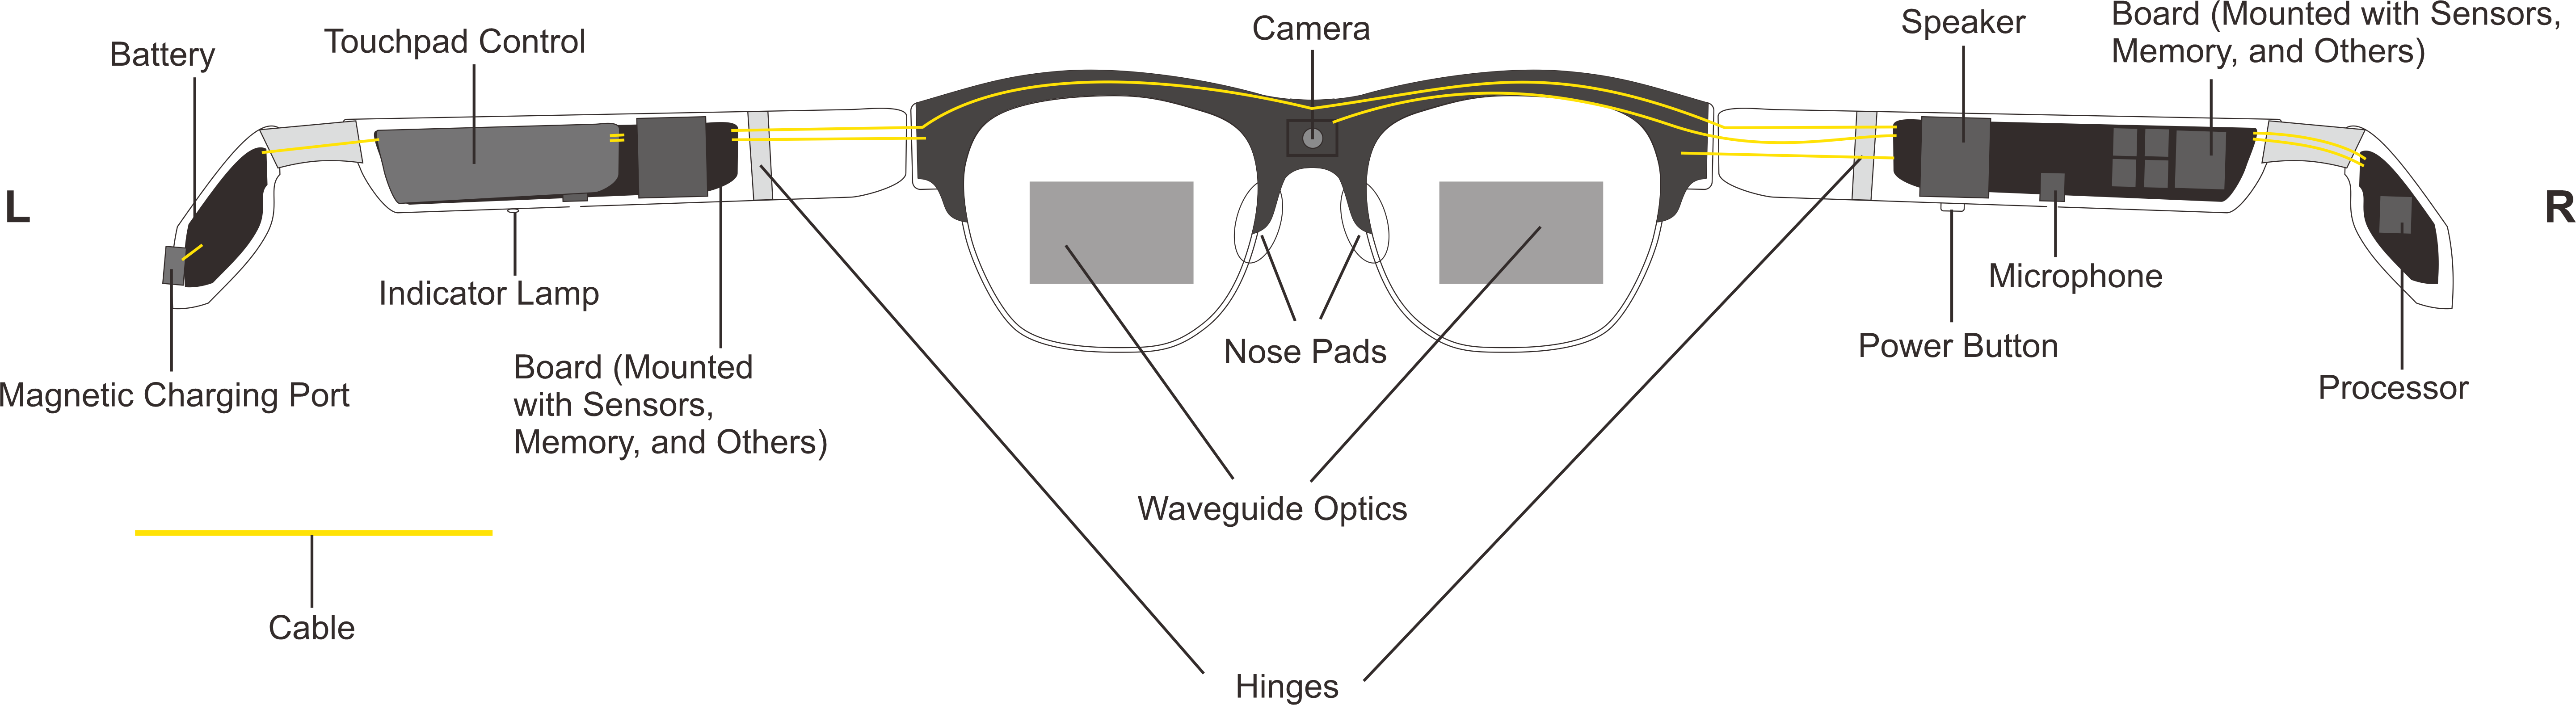 Battery
Touchpad Control
Camera
Speaker
Board (Mounted with Sensors,
Memory, and Others)
L
R
Indicator Lamp
Magnetic Charging Port
Board (Mounted
with Sensors,
Memory, and Others)
Nose Pads
Microphone
Power Button
Processor
Waveguide Optics
Cable
Hinges